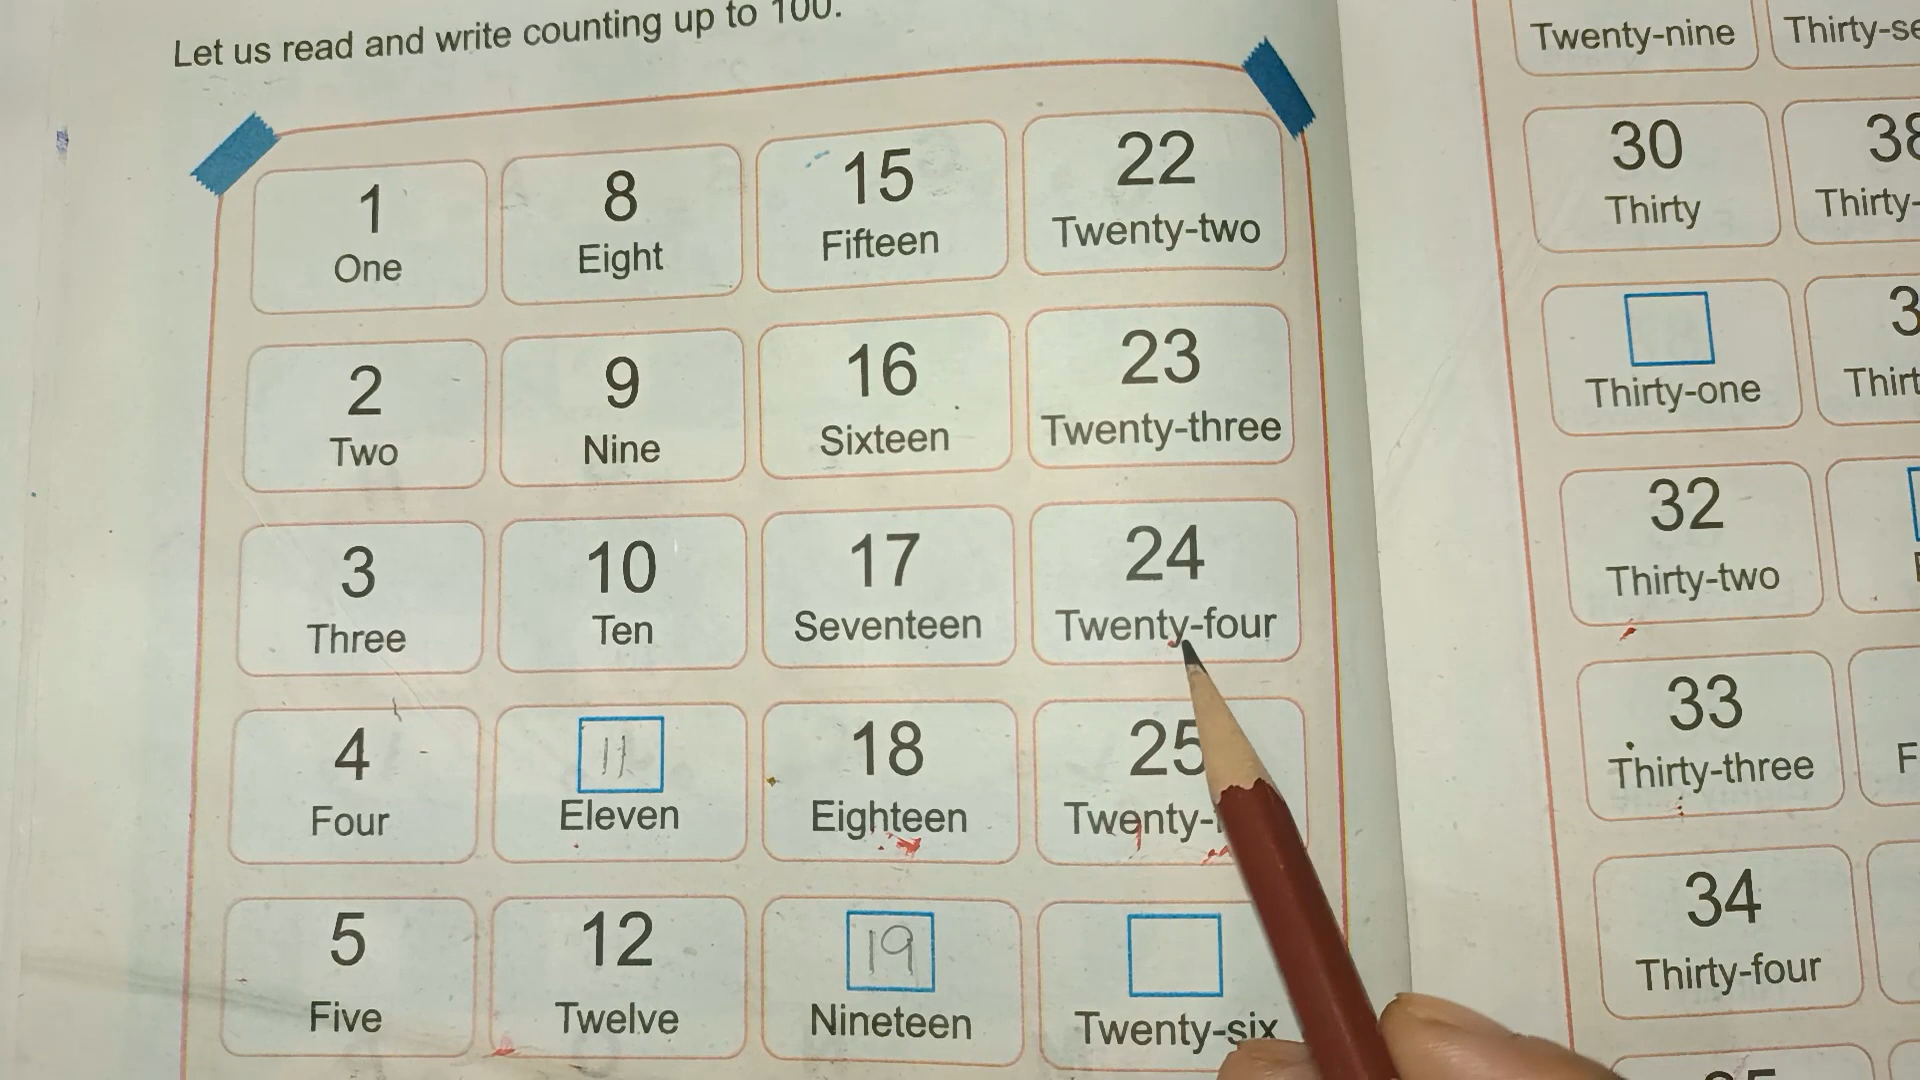 Let us read and write counting up to 100.
1
One
8
Eight
15
Fifteen
22
Twenty-two
2
Two
9
Nine
16
Sixteen
23
Twenty-three
3
Three
10
Ten
17
Seventeen
24
Twenty-four
4
Four
11
Eleven
18
Eighteen
25
Twenty-
5
Five
12
Twelve
19
Nineteen
Twenty-six
Twenty-nine
30
Thirty
Thirty-one
32
Thirty-two
33
Thirty-three
34
Thirty-four